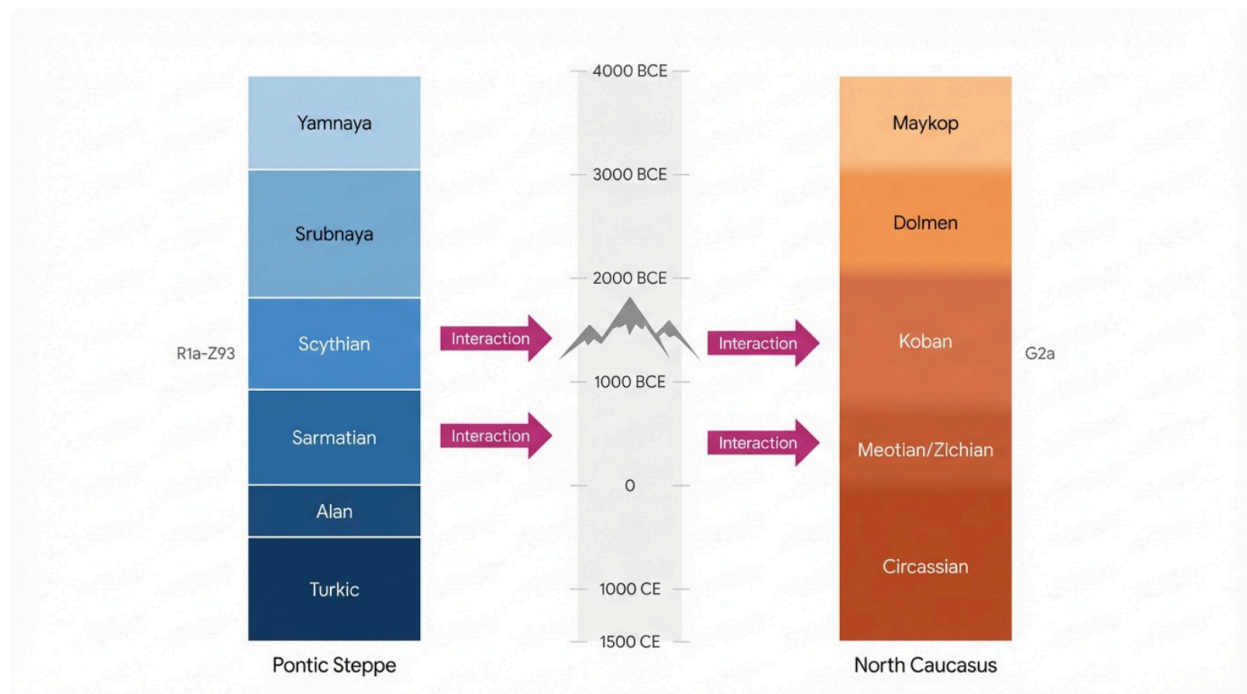 Yamnaya
Srubnaya
Scythian
Sarmatian
Alan
Turkic
Pontic Steppe
R1a-Z93
Interaction
Interaction
4000 BCE
3000 BCE
2000 BCE
1000 BCE
0
1000 CE
1500 CE
Interaction
Interaction
Maykop
Dolmen
Koban
Meotian/Zlchian
Circassian
North Caucasus
G2a